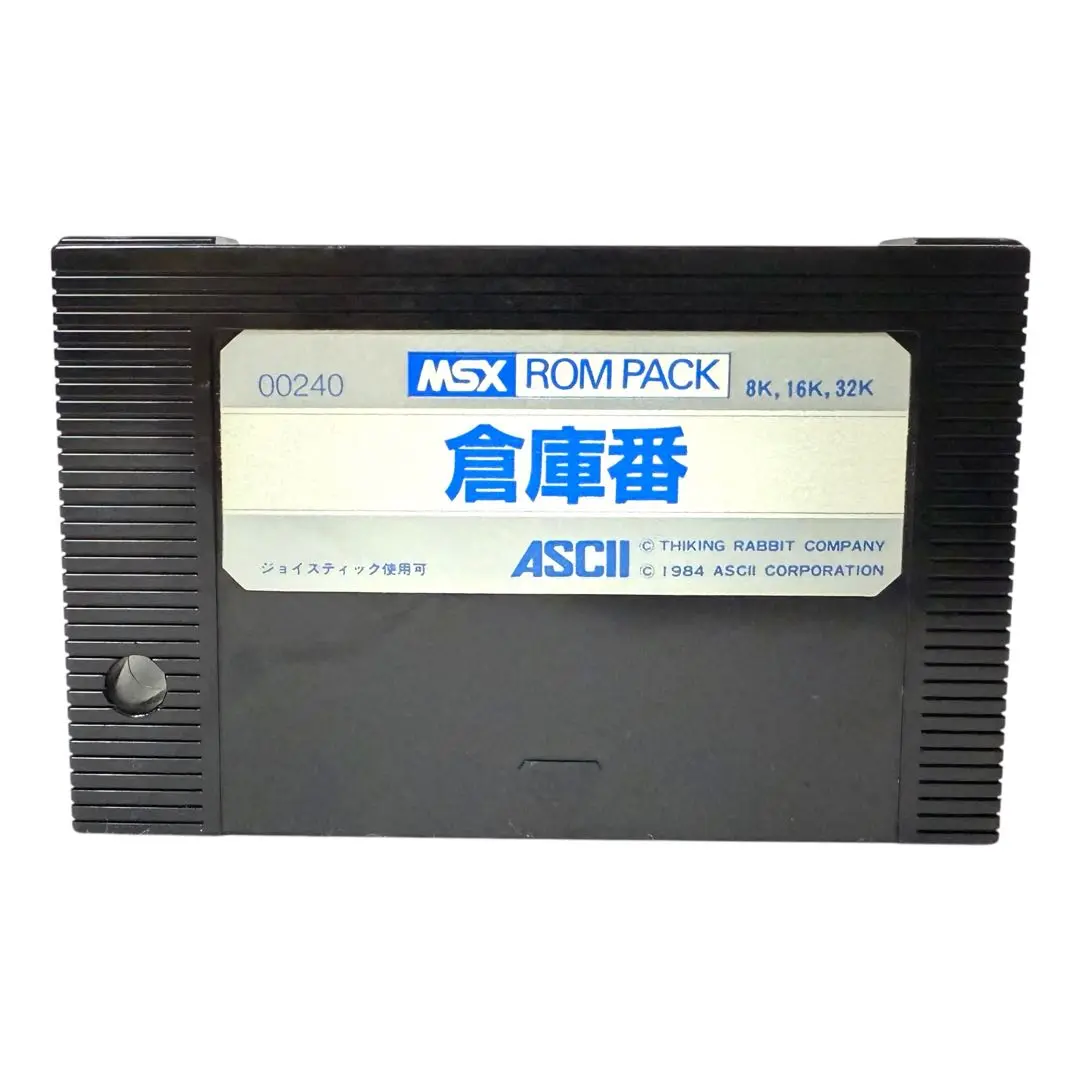 00240 MSX ROM PACK 8K, 16K, 32K
倉庫番
ジョイスティック使用可 ASCII © THIKING RABBIT COMPANY
© 1984 ASCII CORPORATION